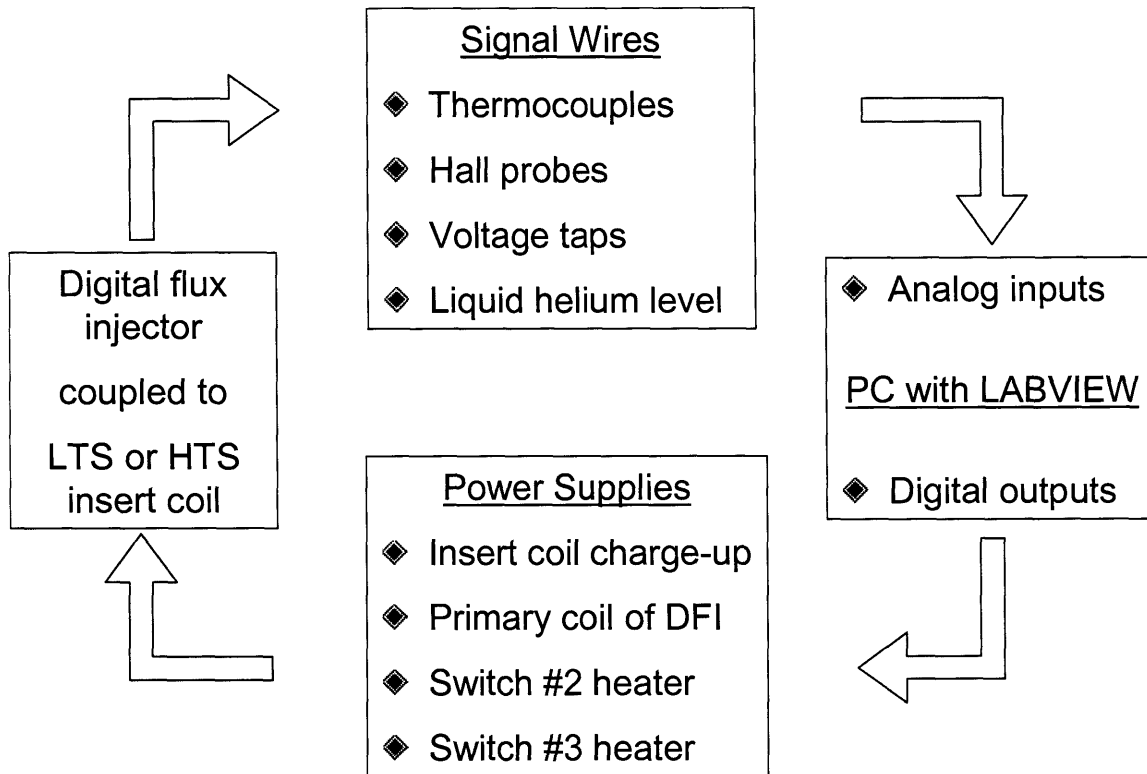 Signal Wires
Thermocouples
Hall probes
Voltage taps
Liquid helium level
Digital flux
injector
coupled to
LTS or HTS
insert coil
Analog inputs
PC with LABVIEW
Digital outputs
Power Supplies
Insert coil charge-up
Primary coil of DFI
Switch #2 heater
Switch #3 heater